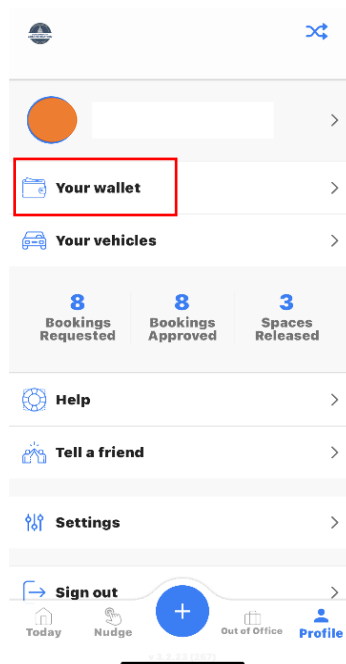 Your wallet
Your vehicles
8 8 3
Bookings Bookings Spaces
Requested Approved Released
Help
Tell a friend
Settings
Sign out
+
Today Nudge Out of Office Profile